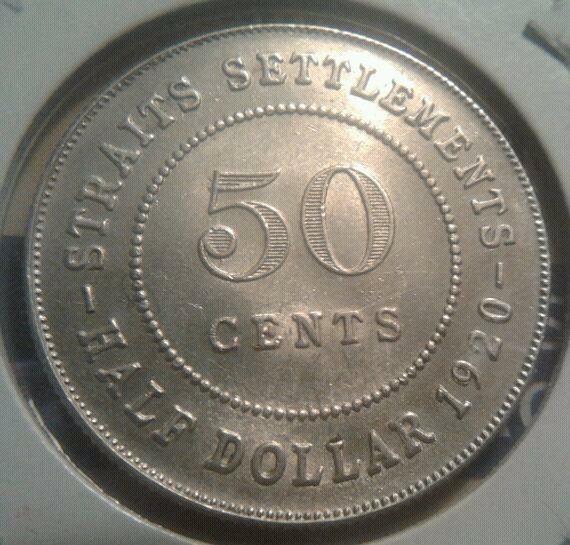 STRAITS SETTLEMENTS
50
CENTS
HALF DOLLAR 1920